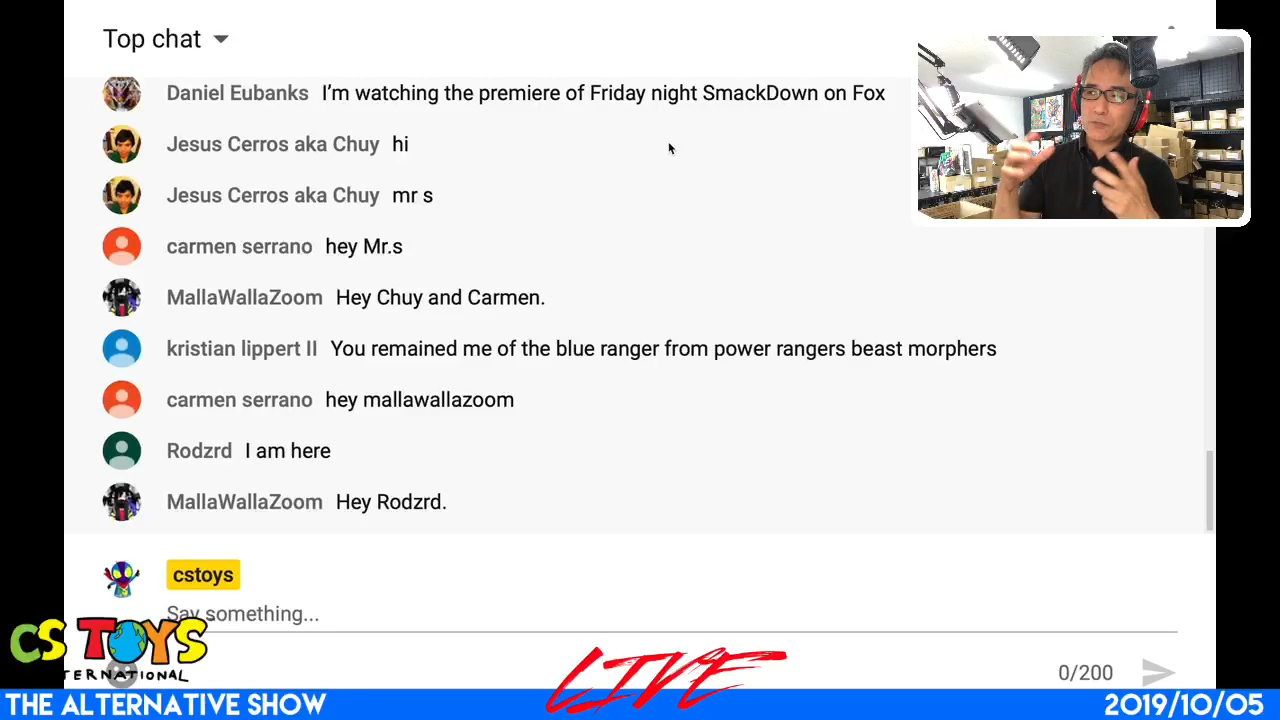 Top chat
Daniel Eubanks I'm watching the premiere of Friday night SmackDown on Fox
Jesus Cerros aka Chuy hi
Jesus Cerros aka Chuy mr s
carmen serrano hey Mr.s
MallaWallaZoom Hey Chuy and Carmen.
kristian lippert II You remained me of the blue ranger from power rangers beast morphers
carmen serrano hey mallawallazoom
Rodzrd I am here
MallaWallaZoom Hey Rodzrd.
cstoys
Say something...
CS TOYS
TERNATIONAL
LIVE
0/200
THE ALTERNATIVE SHOW
2019/10/05